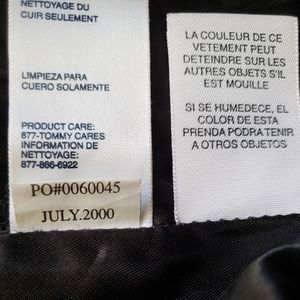 NETTOYAGE DU
CUIR SEULEMENT
LIMPIEZA PARA
CUERO SOLAMENTE
PRODUCT CARE:
877-TOMMY CARES
INFORMATION DE
NETTOYAGE:
877-866-6922
PO#0060045
JULY.2000
LA COULEUR DE CE
VETEMENT PEUT
DETEINDRE SUR LES
AUTRES OBJETS S'IL
EST MOUILLE
SI SE HUMEDECE, EL
COLOR DE ESTA
PRENDA PODRA TENIR
A OTROS OBJETOS